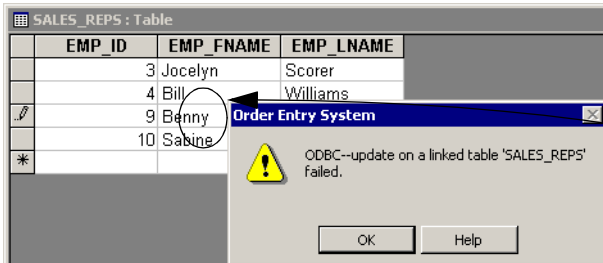 SALES_REPS : Table
EMP_ID EMP_FNAME EMP_LNAME
3 Jocelyn Scorer
4 Bill Williams
9 Benny
10 Sabine
*
Order Entry System
ODBC--update on a linked table 'SALES_REPS'
failed.
OK Help